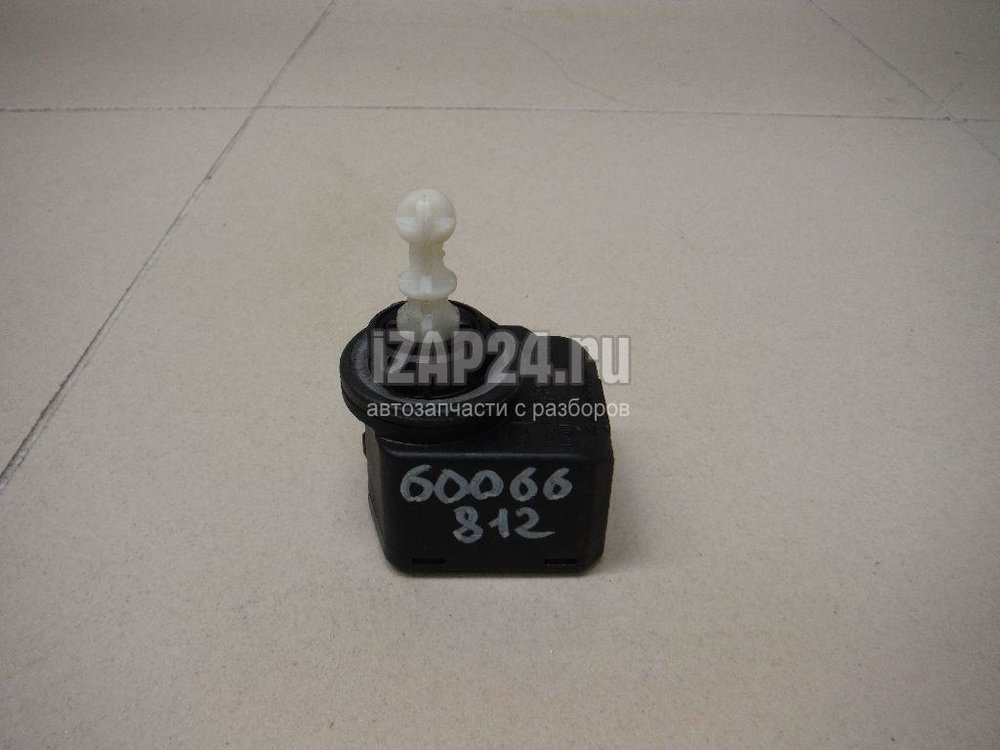 iZAP24.ru
автозапчасти с разборов
60066
812